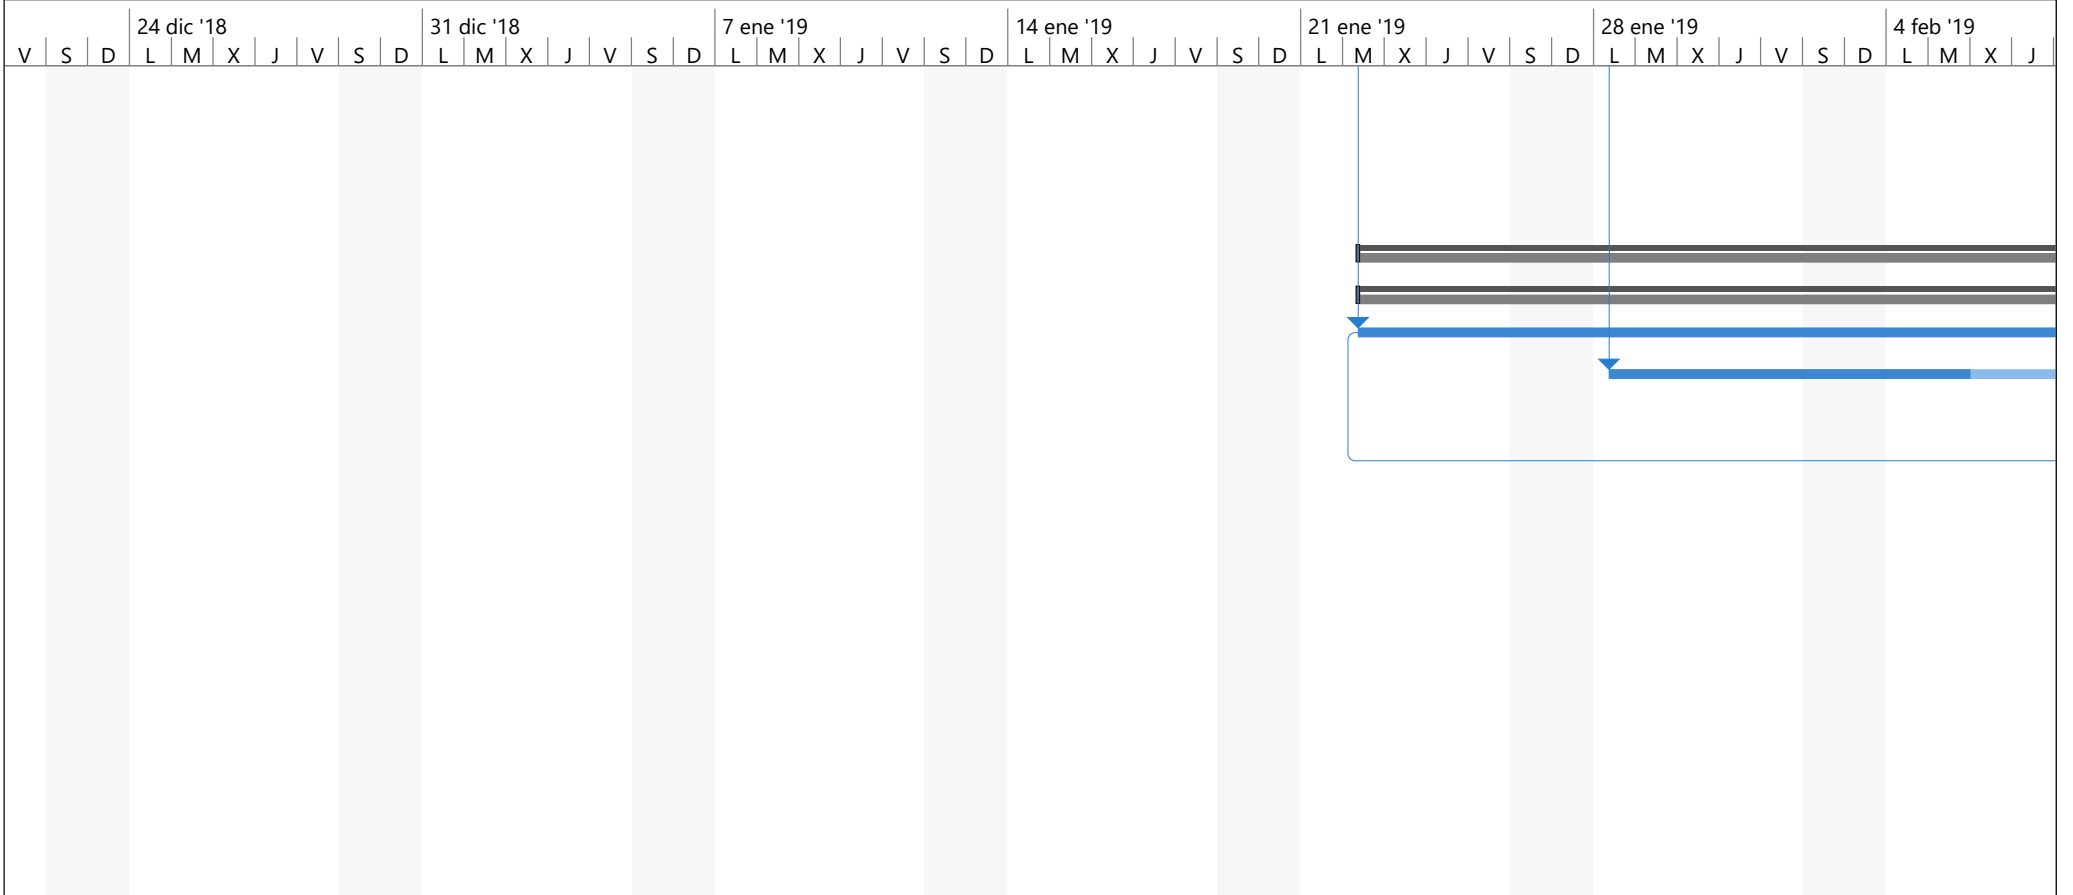 24 dic '18 31 dic '18 7 ene '19 14 ene '19 21 ene '19 28 ene '19 4 feb '19
V S D L M X J V S D L M X J V S D L M X J V S D L M X J V S D L M X J V S D L M X J V S D L M X J